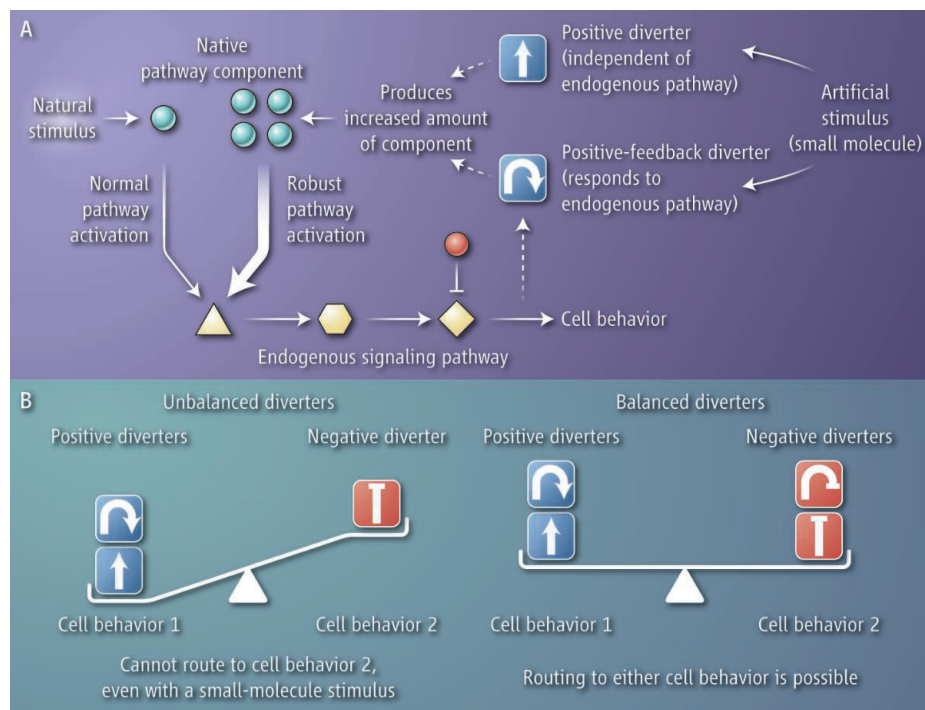 A
Native
pathway component
Natural
stimulus
Normal
pathway
activation
Robust
pathway
activation
Produces
increased amount
of component
Positive diverter
(independent of
endogenous pathway)
Positive-feedback diverter
(responds to
endogenous pathway)
Artificial
stimulus
(small molecule)
Cell behavior
Endogenous signaling pathway
B
Unbalanced diverters
Positive diverters
Negative diverter
Cell behavior 1
Cell behavior 2
Cannot route to cell behavior 2,
even with a small-molecule stimulus
Balanced diverters
Positive diverters
Negative diverters
Cell behavior 1
Cell behavior 2
Routing to either cell behavior is possible